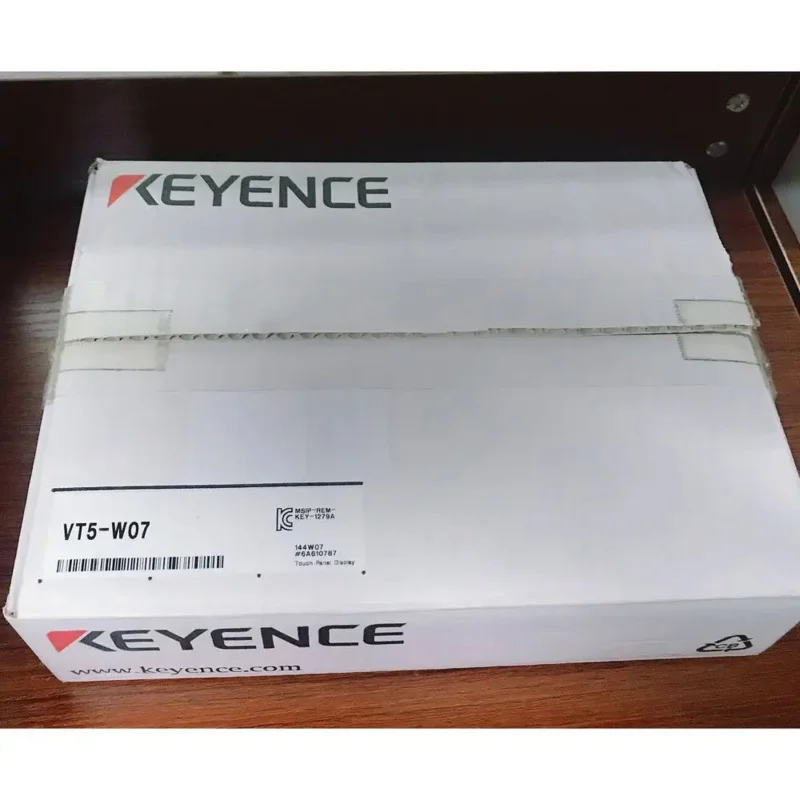 KEYENCE
MSIP-REM-
KEY-1279A
VT5-W07
144W07
#6A610787
Touch Panel Display
KEYENCE
www.keyence.com